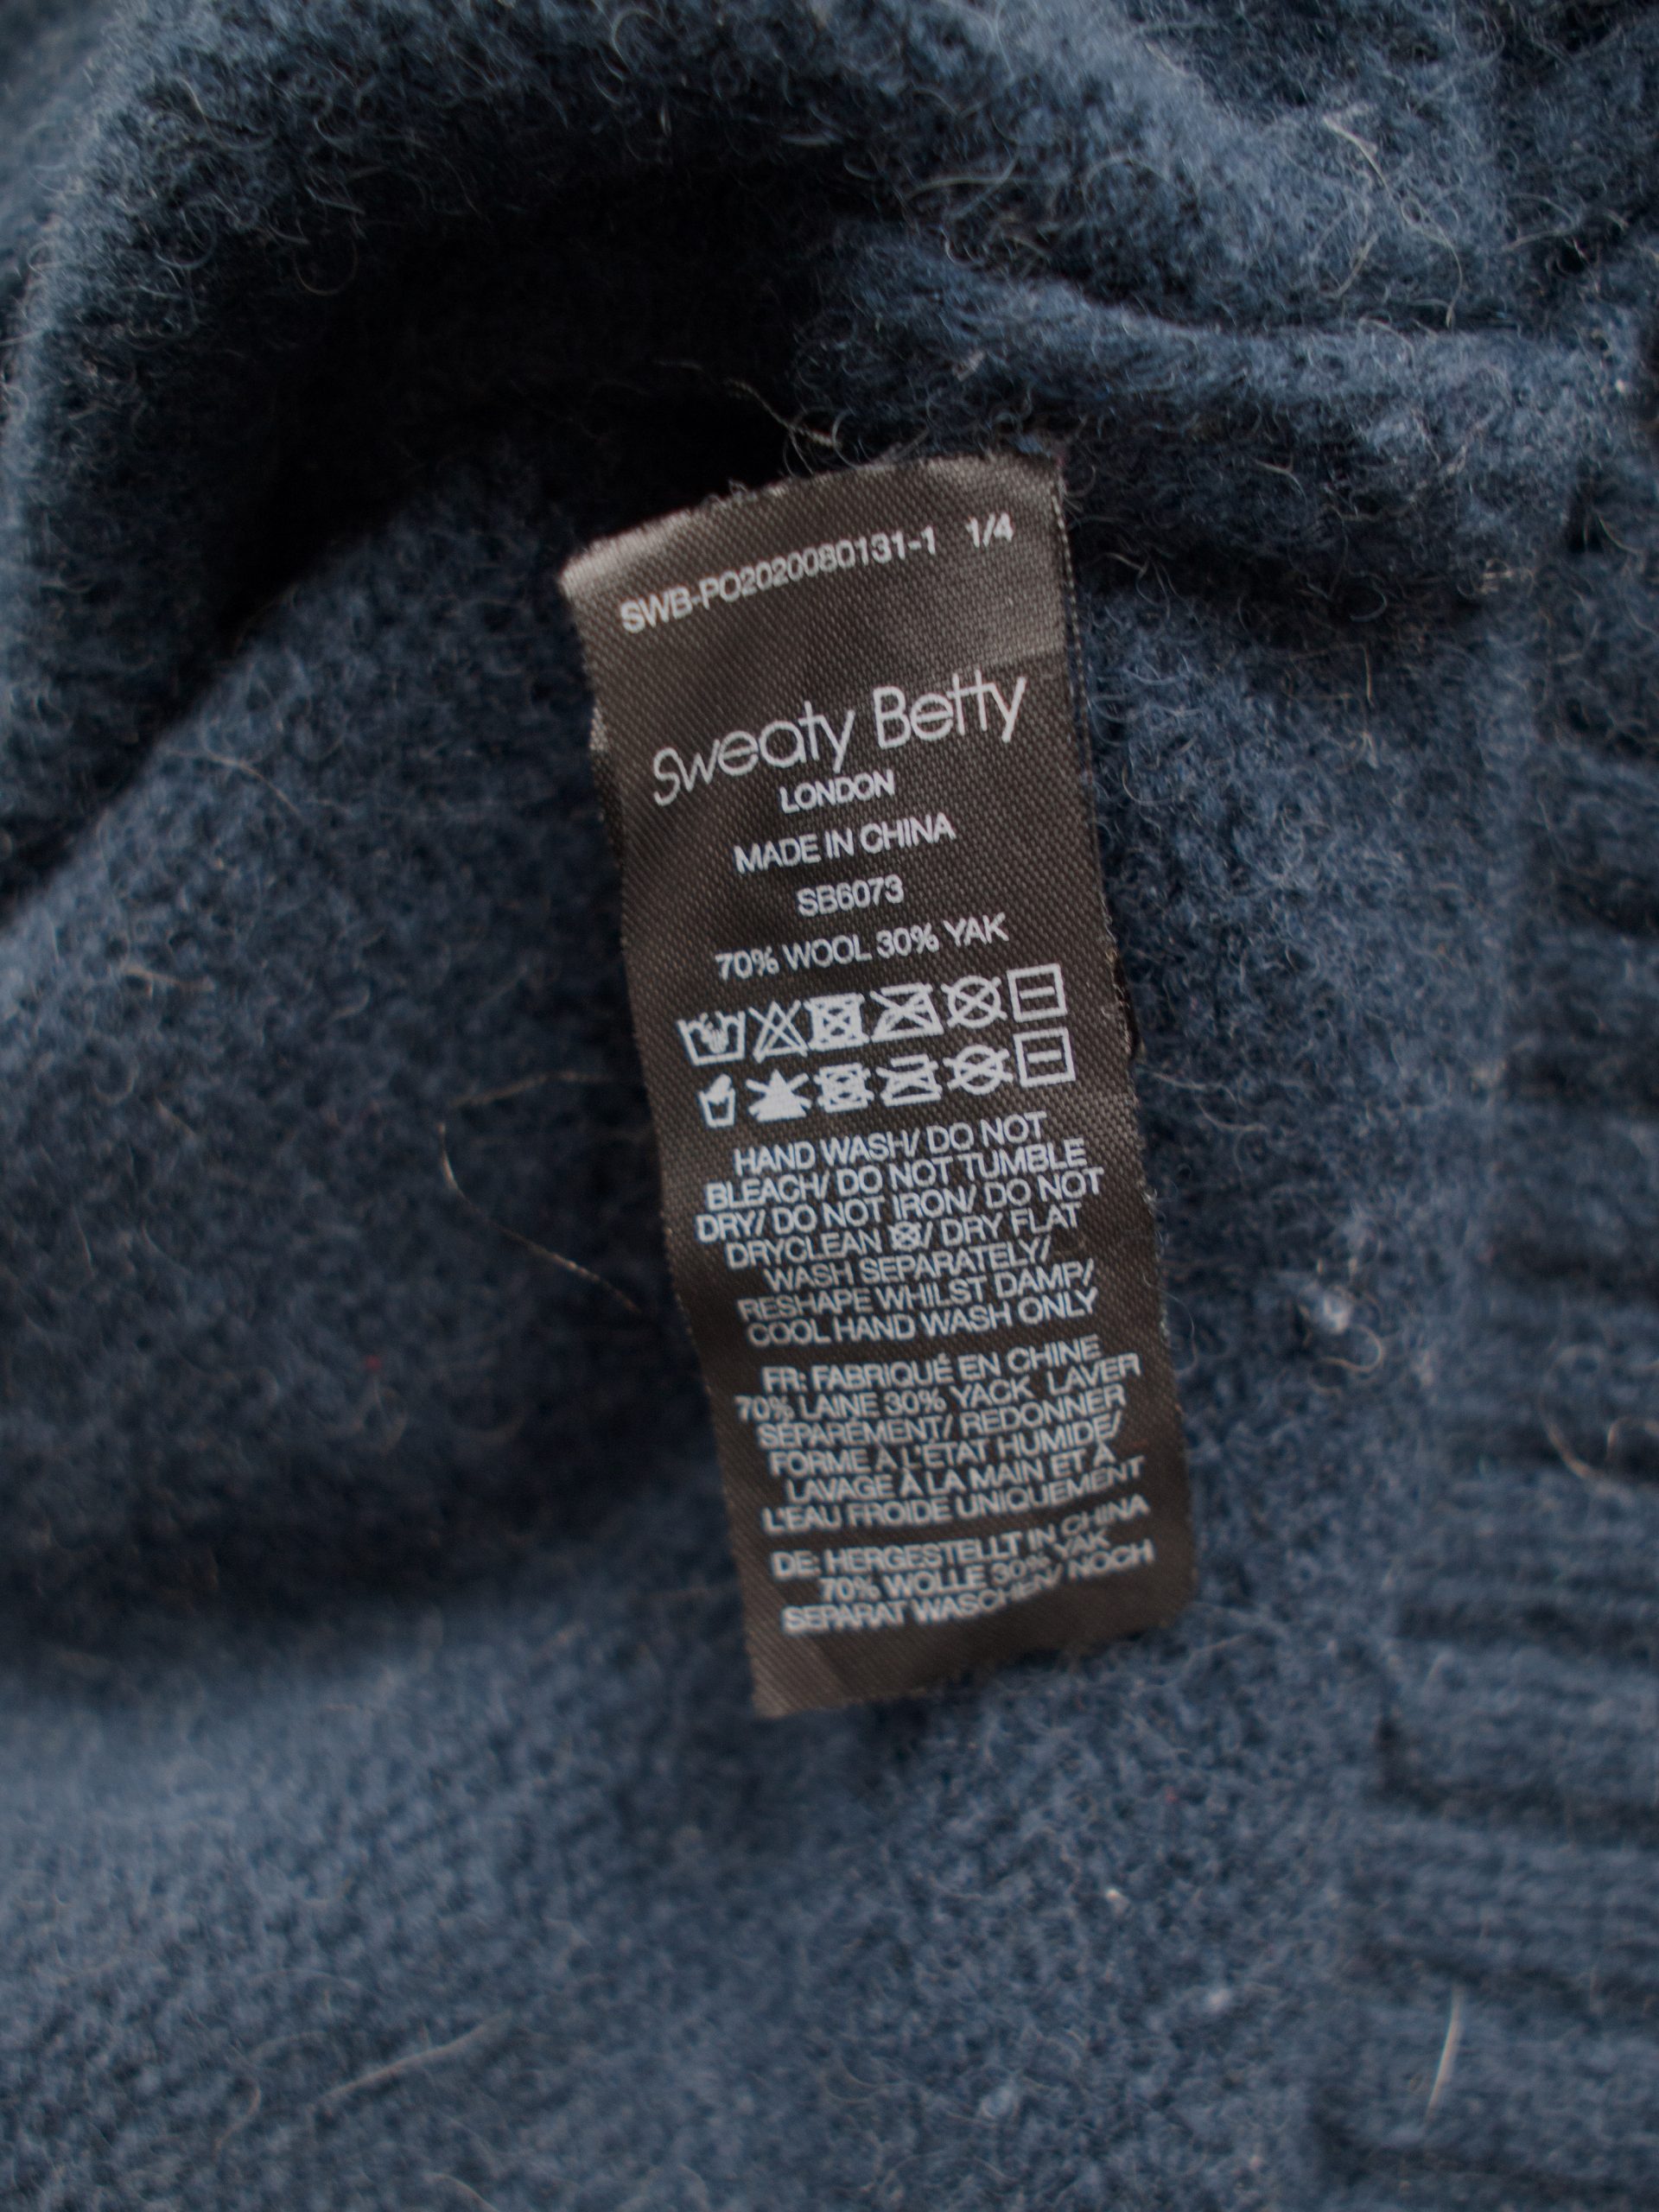 SWB-PO2020080131-1 1/4
Sweaty Betty
LONDON
MADE IN CHINA
SB6073
70% WOOL 30% YAK
HAND WASH/ DO NOT
BLEACH/ DO NOT TUMBLE
DRY/ DO NOT IRON/ DO NOT
DRYCLEAN / DRY FLAT
WASH SEPARATELY/
RESHAPE WHILST DAMP/
COOL HAND WASH ONLY
FR: FABRIQUÉ EN CHINE
70% LAINE 30% YACK LAVER
SÉPARÉMENT/ REDONNER
FORME A L'ÉTAT HUMIDE/
LAVAGE À LA MAIN ET À
L'EAU FROIDE UNIQUEMENT
DE: HERGESTELLT IN CHINA
70% WOLLE 30% YAK
SEPARAT WASCHEN/ NOCH